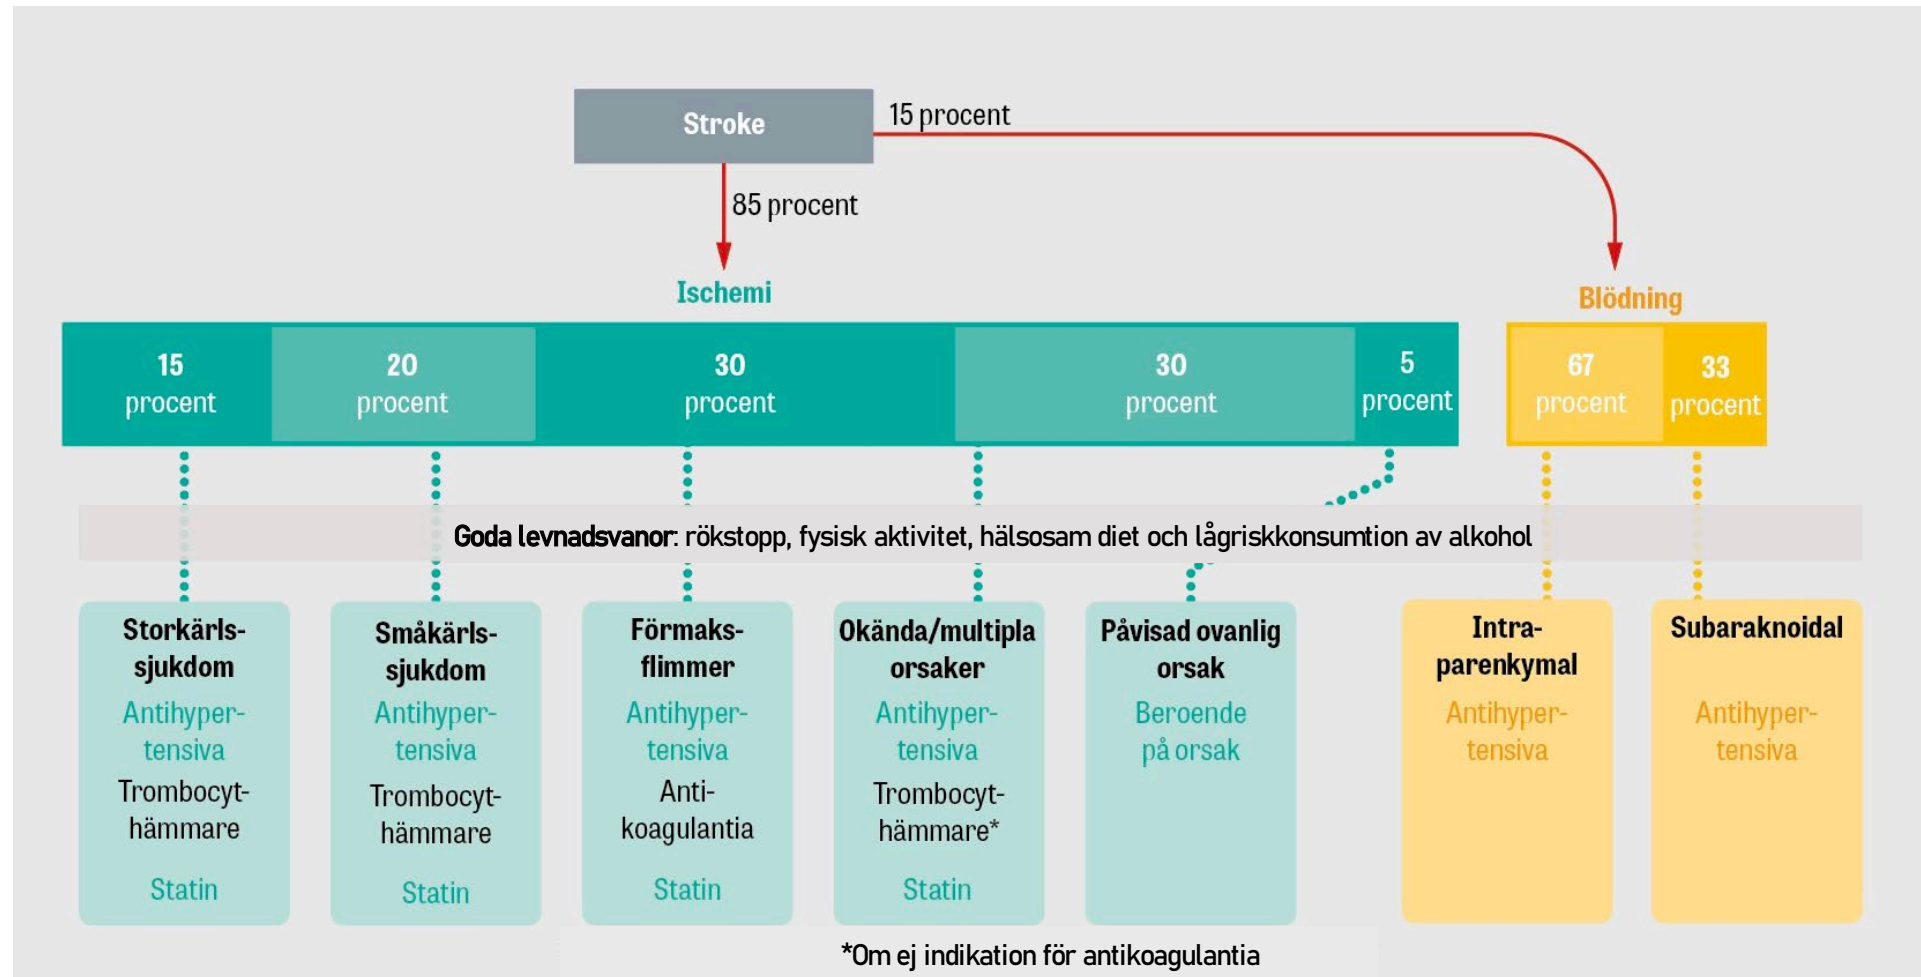 Stroke
15 procent
85 procent
Ischemi
Blödning
15
procent
20
procent
30
procent
30
procent
5
procent
67
procent
33
procent
Goda levnadsvanor: rökstopp, fysisk aktivitet, hälsosam diet och lågriskkonsumtion av alkohol
Storkärls-
sjukdom
Antihyper-
tensiva
Trombocyt-
hämmare
Statin
Småkärls-
sjukdom
Antihyper-
tensiva
Trombocyt-
hämmare
Statin
Förmaks-
flimmer
Antihyper-
tensiva
Anti-
koagulantia
Statin
Okända/multipla
orsaker
Antihyper-
tensiva
Trombocyt-
hämmare*
Statin
Påvisad ovanlig
orsak
Beroende
på orsak
Intra-
parenkymal
Antihyper-
tensiva
Subaraknoidal
Antihyper-
tensiva
*Om ej indikation för antikoagulantia